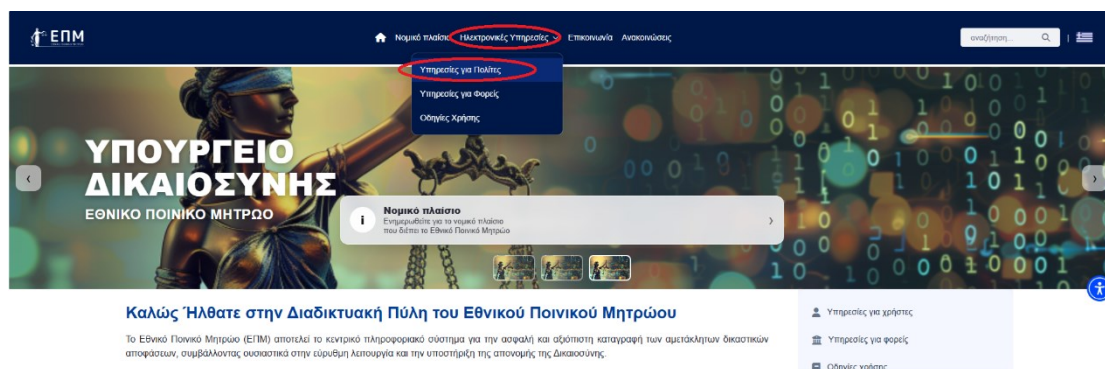 ΕΠΜ
Νομικό πλαίσιο Ηλεκτρονικές Υπηρεσίες Επικοινωνία Ανακοινώσεις
αναζήτηση...
Υπηρεσίες για Πολίτες
Υπηρεσίες για Φορείς
Οδηγίες Χρήσης
ΥΠΟΥΡΓΕΙΟ
ΔΙΚΑΙΟΣΥΝΗΣ
ΕΘΝΙΚΟ ΠΟΙΝΙΚΟ ΜΗΤΡΩΟ
Νομικό πλαίσιο
Ενημερωθείτε για το νομικό πλαίσιο
που διέπει το Εθνικό Ποινικό Μητρώο
Καλώς Ήλθατε στην Διαδικτυακή Πύλη του Εθνικού Ποινικού Μητρώου
Το Εθνικό Ποινικό Μητρώο (ΕΠΜ) αποτελεί το κεντρικό πληροφοριακό σύστημα για την ασφαλή και αξιόπιστη καταγραφή των αμετάκλητων δικαστικών
αποφάσεων, συμβάλλοντας ουσιαστικά στην εύρυθμη λειτουργία και την υποστήριξη της απονομής της Δικαιοσύνης.
Υπηρεσίες για χρήστες
Υπηρεσίες για φορείς
Οδηγίες χρήσης